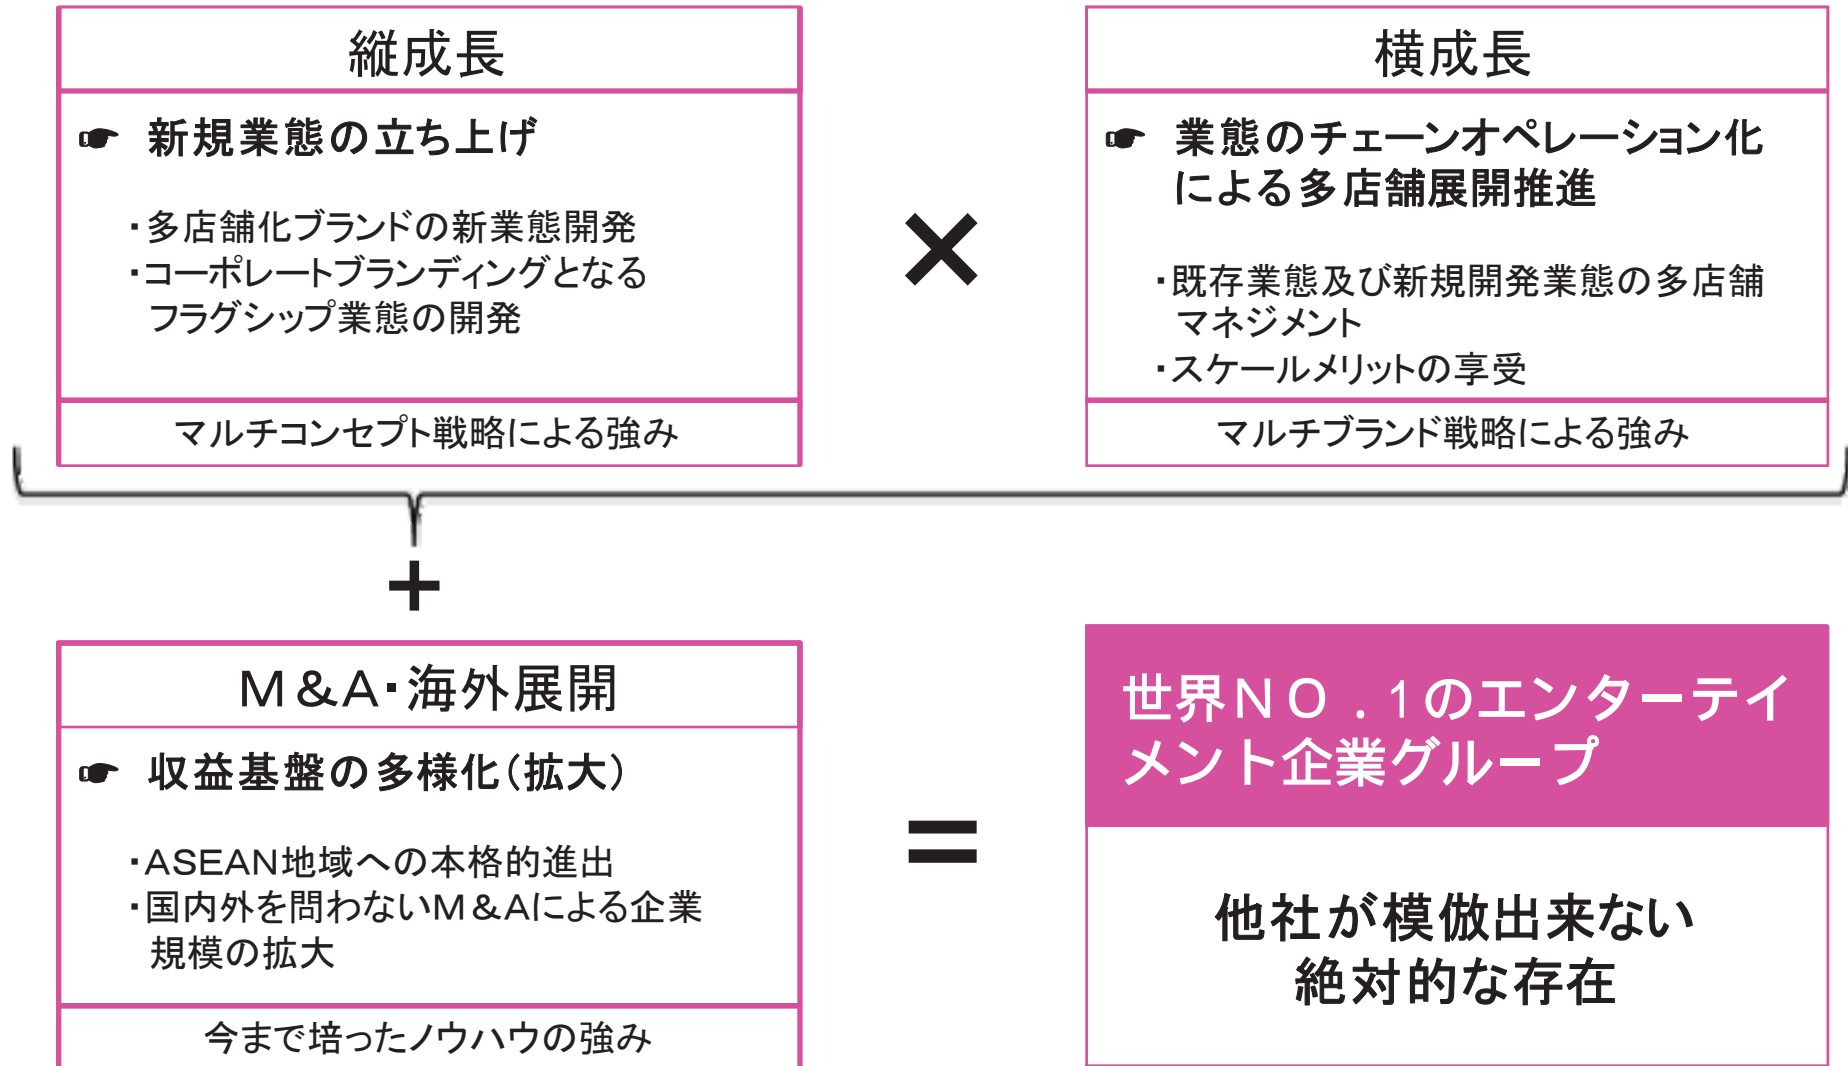 縦成長
☛ 新規業態の立ち上げ
・多店舗化ブランドの新業態開発
・コーポレートブランディングとなる
フラグシップ業態の開発
マルチコンセプト戦略による強み
×
横成長
☛ 業態のチェーンオペレーション化
による多店舗展開推進
・既存業態及び新規開発業態の多店舗
マネジメント
・スケールメリットの享受
マルチブランド戦略による強み
+
M&A・海外展開
☛ 収益基盤の多様化(拡大)
・ASEAN地域への本格的進出
・国内外を問わないM&Aによる企業
規模の拡大
今まで培ったノウハウの強み
=
世界NO.1のエンターテイ
メント企業グループ
他社が模倣出来ない
絶対的な存在